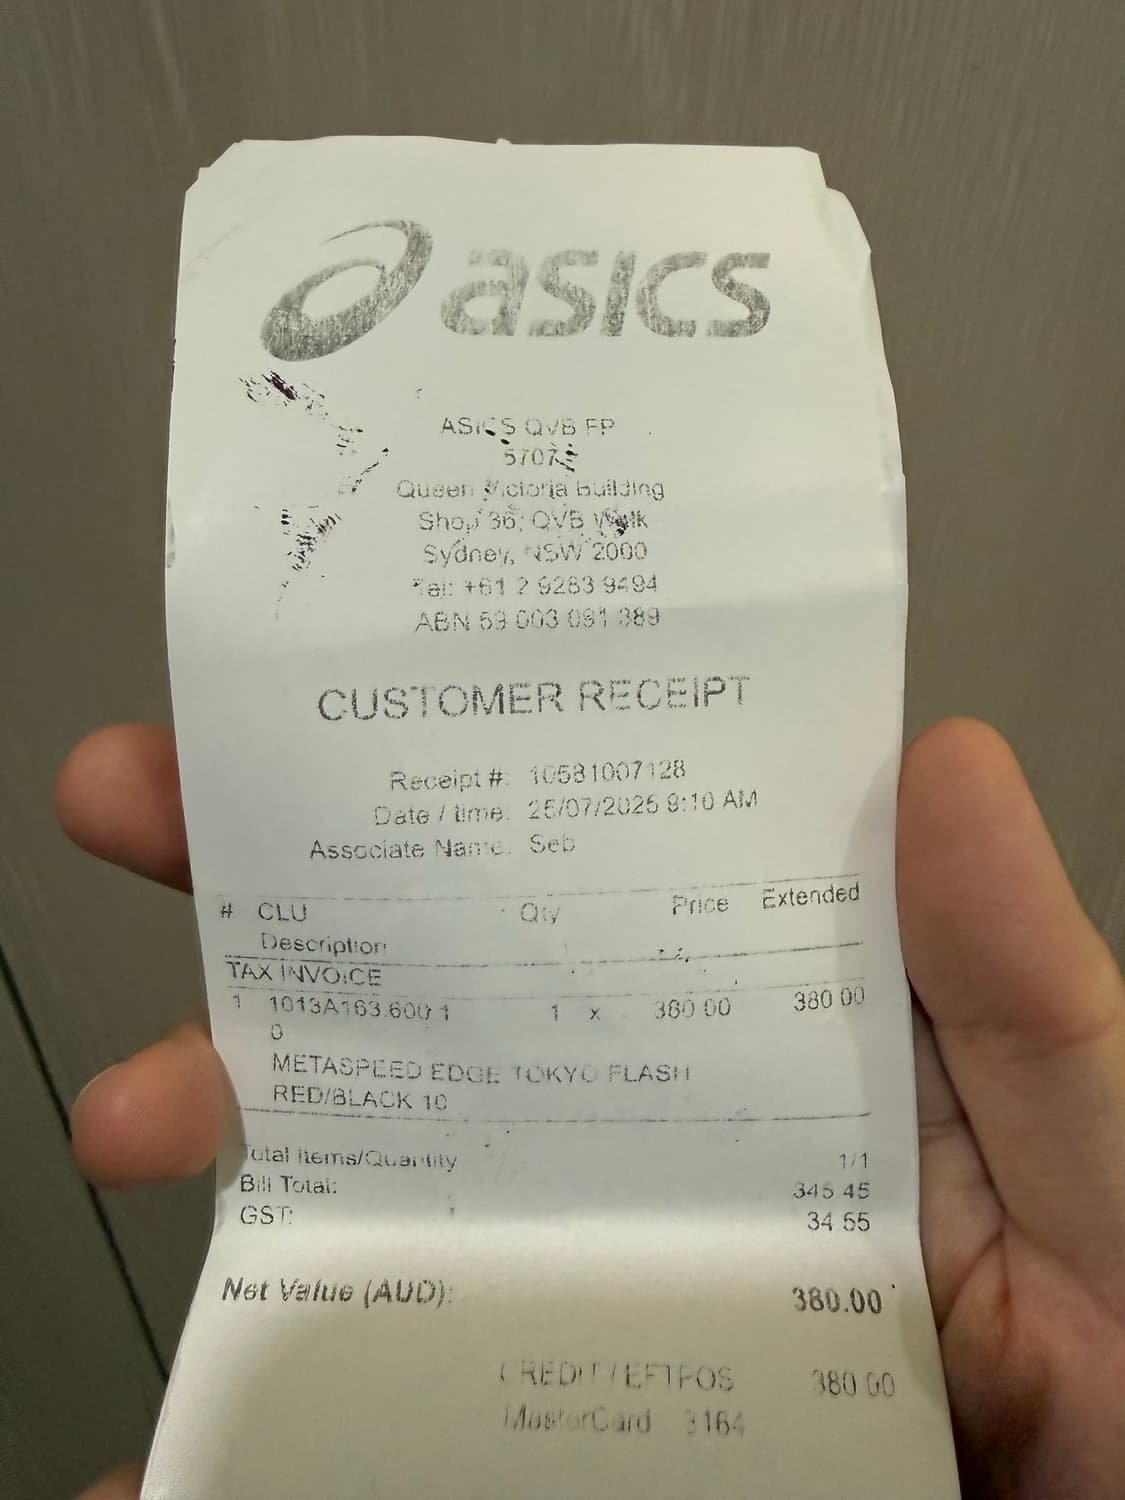 asics
ASICS QVB FP
5707
Queen Victoria Building
Shop 36, QVB Walk
Sydney, NSW 2000
Tel: +61 2 9283 9494
ABN 59 003 091 389
CUSTOMER RECEIPT
Receipt #: 10581007128
Date / time: 25/07/2025 9:10 AM
Associate Name: Seb
# CLU Qty Price Extended
Description
TAX INVOICE
1 1013A163.600 1 1 x 380.00 380.00
0
METASPEED EDGE TOKYO FLASH
RED/BLACK 10
Total Items/Quantity 1/1
Bill Total: 345.45
GST: 34.55
Net Value (AUD): 380.00
CREDIT / EFTPOS 380.00
MasterCard 3164